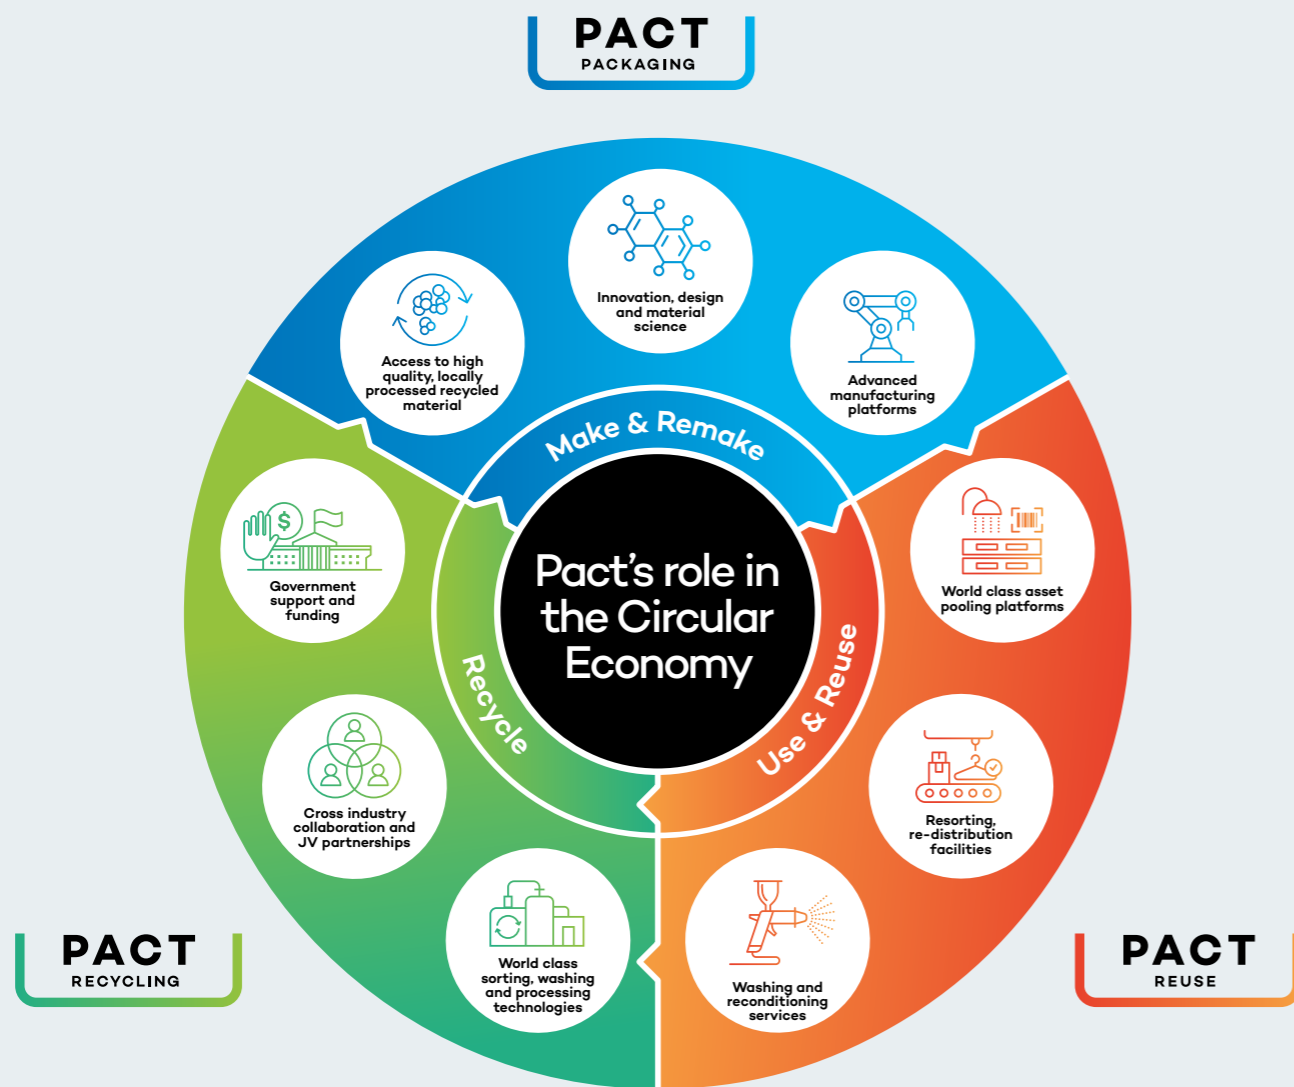 PACT
PACKAGING
Innovation, design
and material
science
Access to high
quality, locally
processed recycled
material
Advanced
manufacturing
platforms
Make & Remake
Government
support and
funding
$
World class asset
pooling platforms
Pact's role in
the Circular
Economy
Recycle
Use & Reuse
Cross industry
collaboration and
JV partnerships
Resorting,
re-distribution
facilities
World class
sorting, washing
and processing
technologies
Washing and
reconditioning
services
PACT
RECYCLING
PACT
REUSE